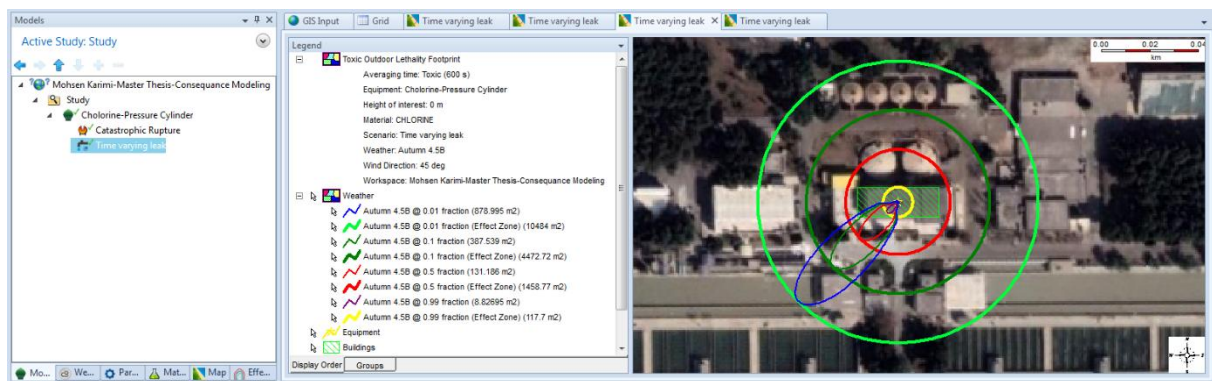 Models
Active Study: Study
?? Mohsen Karimi-Master Thesis-Consequance Modeling
Study
Cholorine-Pressure Cylinder
Catastrophic Rupture
Time varying leak
Mo...
We...
Par...
Mat...
Map
Effe...
GIS Input
Grid
Time varying leak
Time varying leak
Time varying leak
Time varying leak
Legend
Toxic Outdoor Lethality Footprint
Averaging time: Toxic (600 s)
Equipment: Cholorine-Pressure Cylinder
Height of interest: 0 m
Material: CHLORINE
Scenario: Time varying leak
Weather: Autumn 4.5B
Wind Direction: 45 deg
Workspace: Mohsen Karimi-Master Thesis-Consequance Modeling
Weather
Autumn 4.5B @ 0.01 fraction (878.995 m2)
Autumn 4.5B @ 0.01 fraction (Effect Zone) (10484 m2)
Autumn 4.5B @ 0.1 fraction (387.539 m2)
Autumn 4.5B @ 0.1 fraction (Effect Zone) (4472.72 m2)
Autumn 4.5B @ 0.5 fraction (131.186 m2)
Autumn 4.5B @ 0.5 fraction (Effect Zone) (1458.77 m2)
Autumn 4.5B @ 0.99 fraction (8.82695 m2)
Autumn 4.5B @ 0.99 fraction (Effect Zone) (117.7 m2)
Equipment
Buildings
Display Order
Groups
0.00 0.02 0.04
km